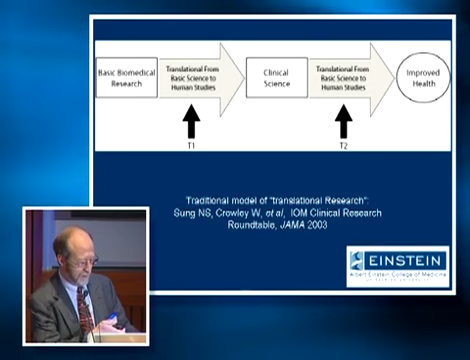 Basic Biomedical
Research
Translational From
Basic Science to
Human Studies
Clinical
Science
Translational From
Basic Science to
Human Studies
Improved
Health
T1
T2
Traditional model of "translational Research":
Sung NS, Crowley W, et al, IOM Clinical Research
Roundtable, JAMA 2003
EINSTEIN
Albert Einstein College of Medicine